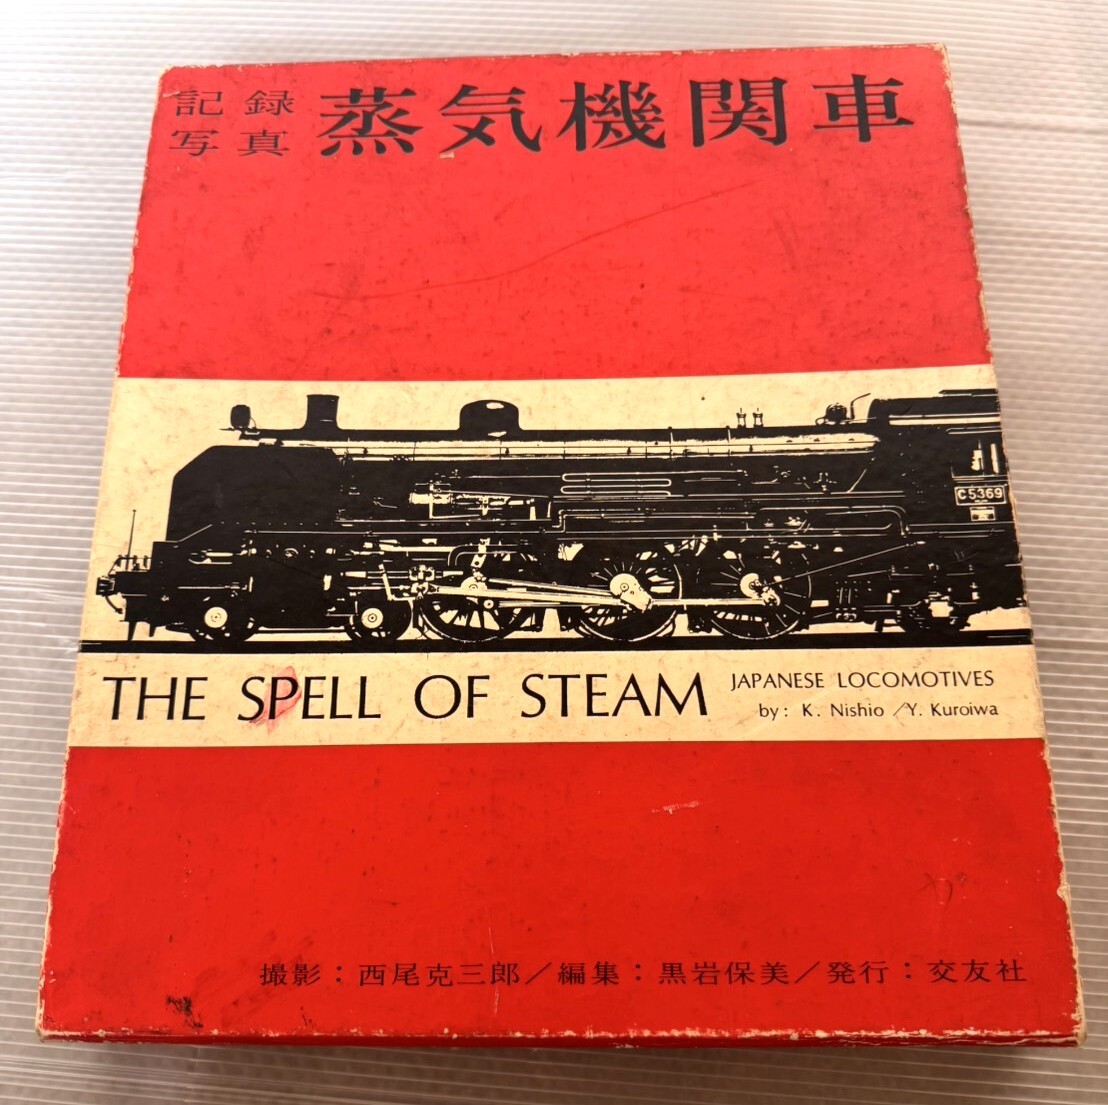 記録
写真
蒸気機関車
C5369
THE SPELL OF STEAM
JAPANESE LOCOMOTIVES
by: K. Nishio /Y. Kuroiwa
撮影：西尾克三郎／編集：黒岩保美／発行：交友社